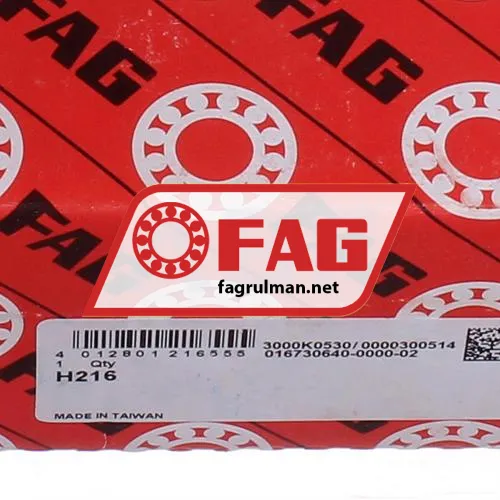 FAG
FAG
FAG
FAG
fagrulman.net
4 012801 216555
3000K0530/0000300514
1 Qty
016730640-0000-02
H216
MADE IN TAIWAN